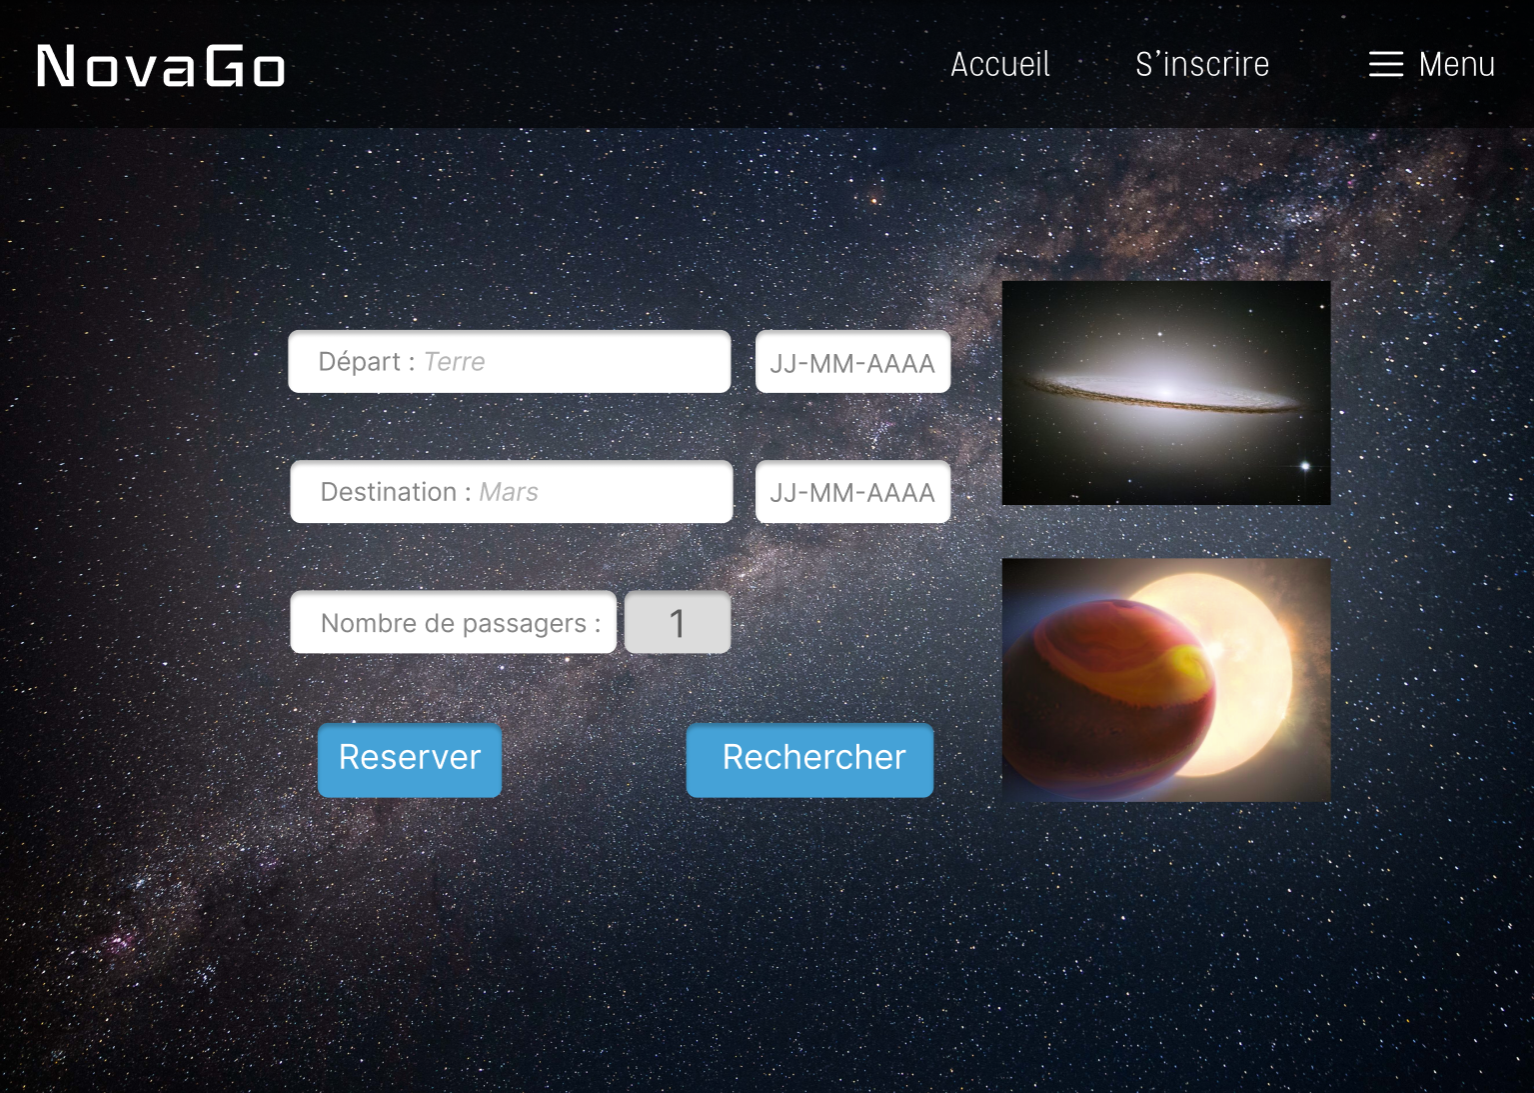 NovaGo
Accueil
S'inscrire
Menu
Départ : Terre
JJ-MM-AAAA
Destination : Mars
JJ-MM-AAAA
Nombre de passagers :
1
Reserver
Rechercher